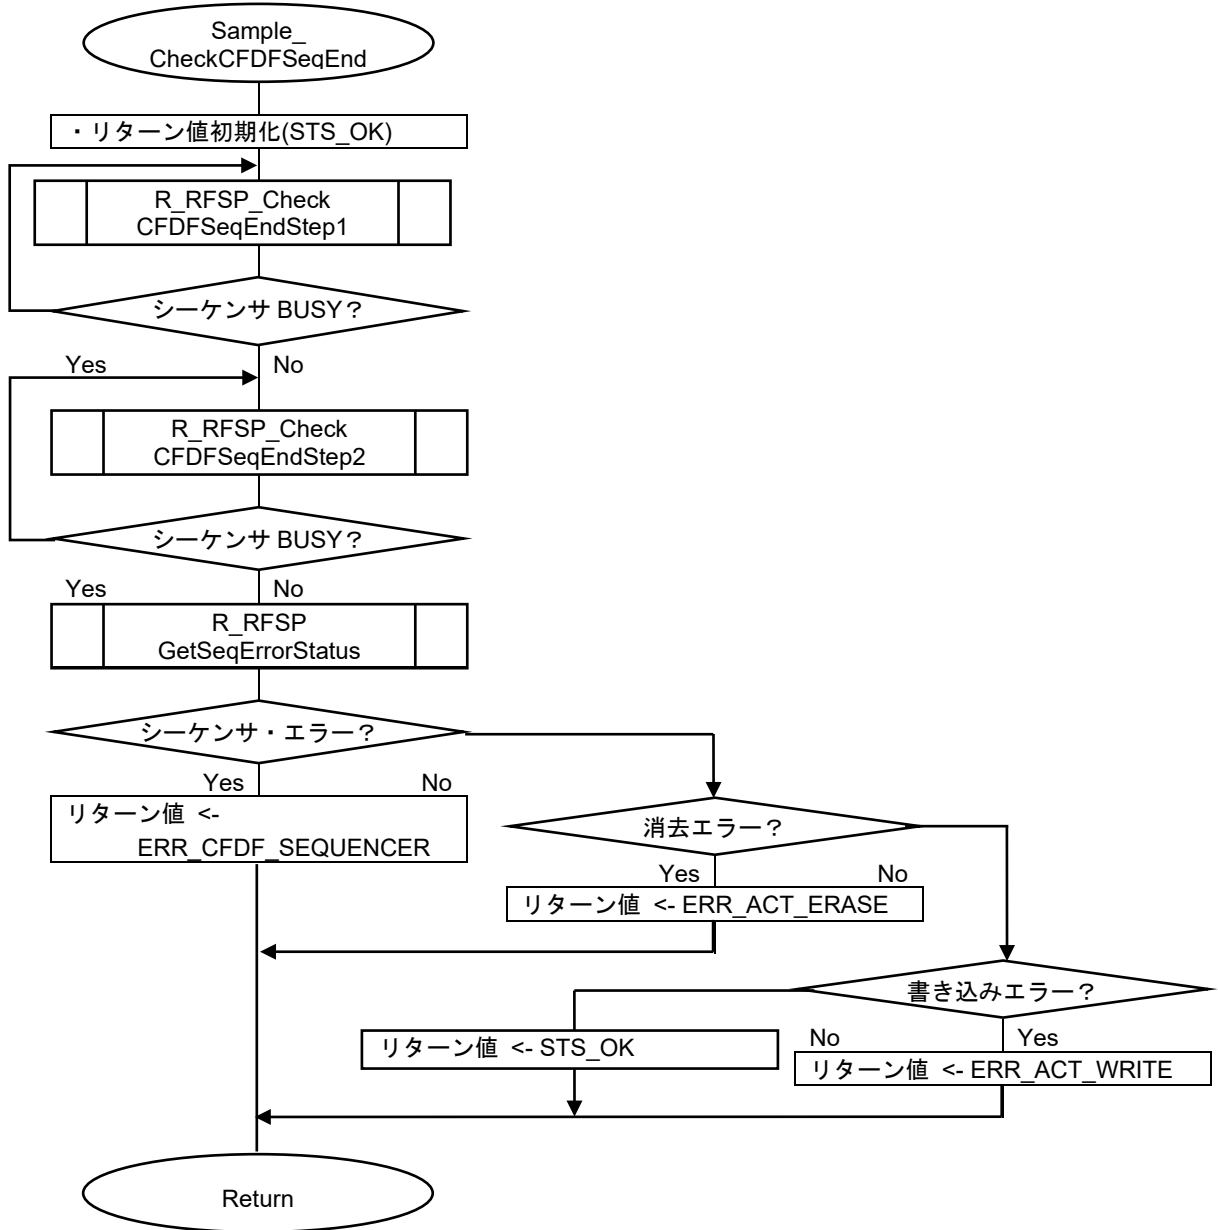 Sample_
CheckCFDFSeqEnd
・リターン値初期化(STS_OK)
R_RFSP_Check
CFDFSeqEndStep1
シーケンサ BUSY？
Yes No
R_RFSP_Check
CFDFSeqEndStep2
シーケンサ BUSY？
Yes No
R_RFSP
GetSeqErrorStatus
シーケンサ・エラー？
Yes No
リターン値 <-
ERR_CFDF_SEQUENCER
消去エラー？
Yes No
リターン値 <- ERR_ACT_ERASE
書き込みエラー？
No Yes
リターン値 <- STS_OK
リターン値 <- ERR_ACT_WRITE
Return